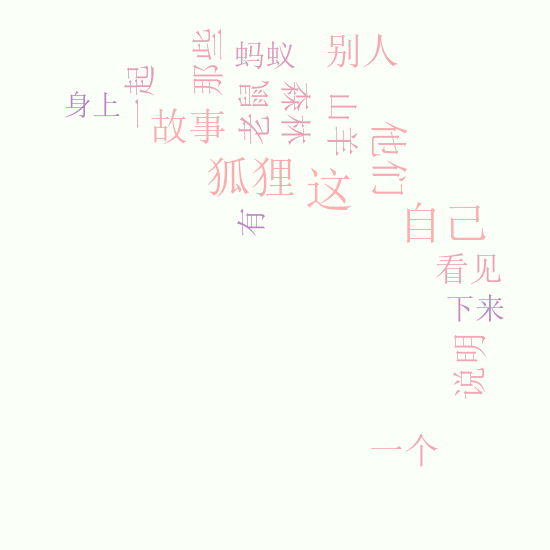 那些
蚂蚁
别人
一起
身上
故事
老鼠
森林
山羊
他们
狐狸
这
有
自己
看见
下来
说明
一个